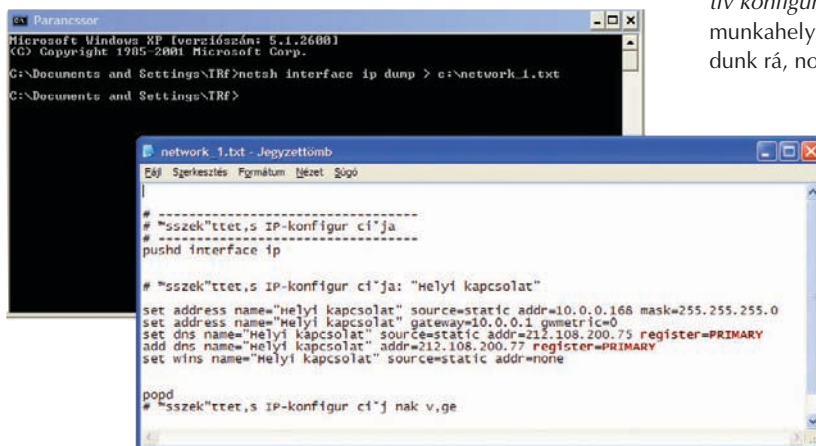 Parancssor
Microsoft Windows XP [verziószám: 5.1.2600]
(C) Copyright 1985-2001 Microsoft Corp.
C:\Documents and Settings\TRf>netsh interface ip dump > c:\network_1.txt
C:\Documents and Settings\TRf>
tív konfigur
munkahely
dunk rá, no
network_1.txt - Jegyzettömb
Fájl Szerkesztés Formátum Nézet Súgó
# ----------------------------------
# ™sszek"ttet‚s IP-konfigur ci˘ja
# ----------------------------------
pushd interface ip
# ™sszek"ttet‚s IP-konfigur ci˘ja: "Helyi kapcsolat"
set address name="Helyi kapcsolat" source=static addr=10.0.0.168 mask=255.255.255.0
set address name="Helyi kapcsolat" gateway=10.0.0.1 gwmetric=0
set dns name="Helyi kapcsolat" source=static addr=212.108.200.75 register=PRIMARY
add dns name="Helyi kapcsolat" addr=212.108.200.77 register=PRIMARY
set wins name="Helyi kapcsolat" source=static addr=none
popd
# ™sszek"ttet‚s IP-konfigur ci˘j nak v‚ge